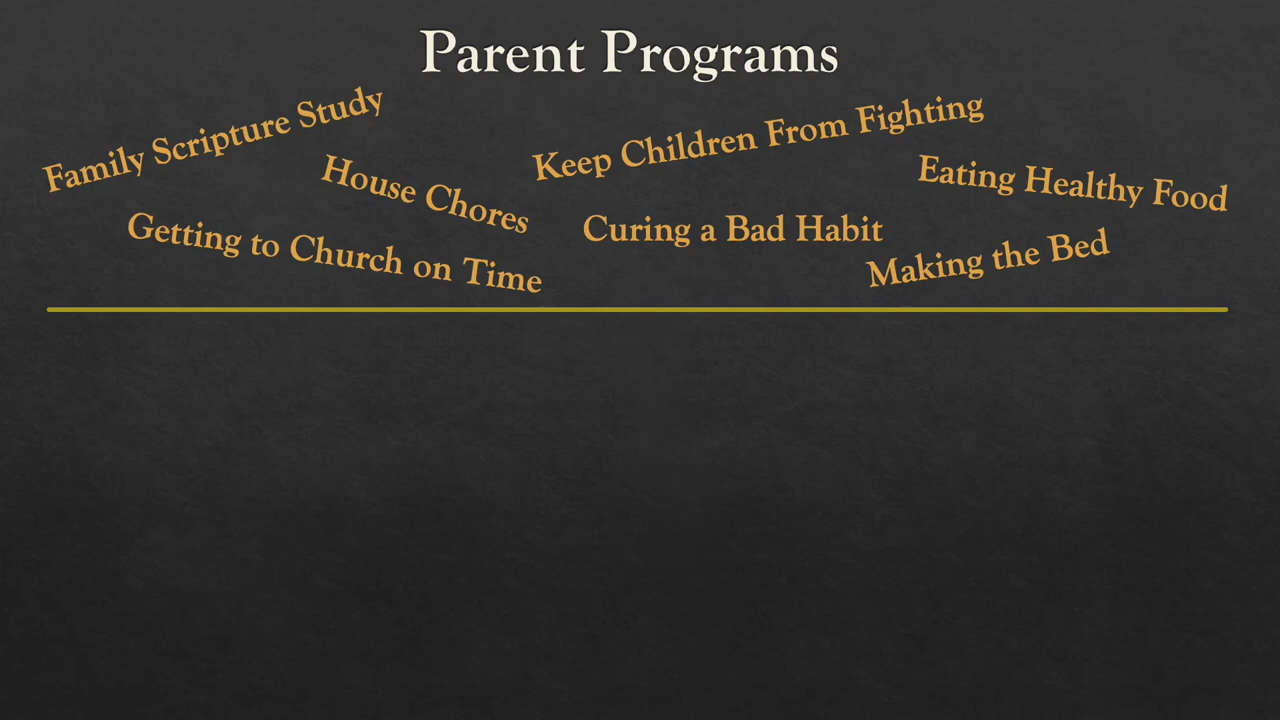 Parent Programs
Family Scripture Study
Keep Children From Fighting
House Chores
Eating Healthy Food
Getting to Church on Time
Curing a Bad Habit
Making the Bed